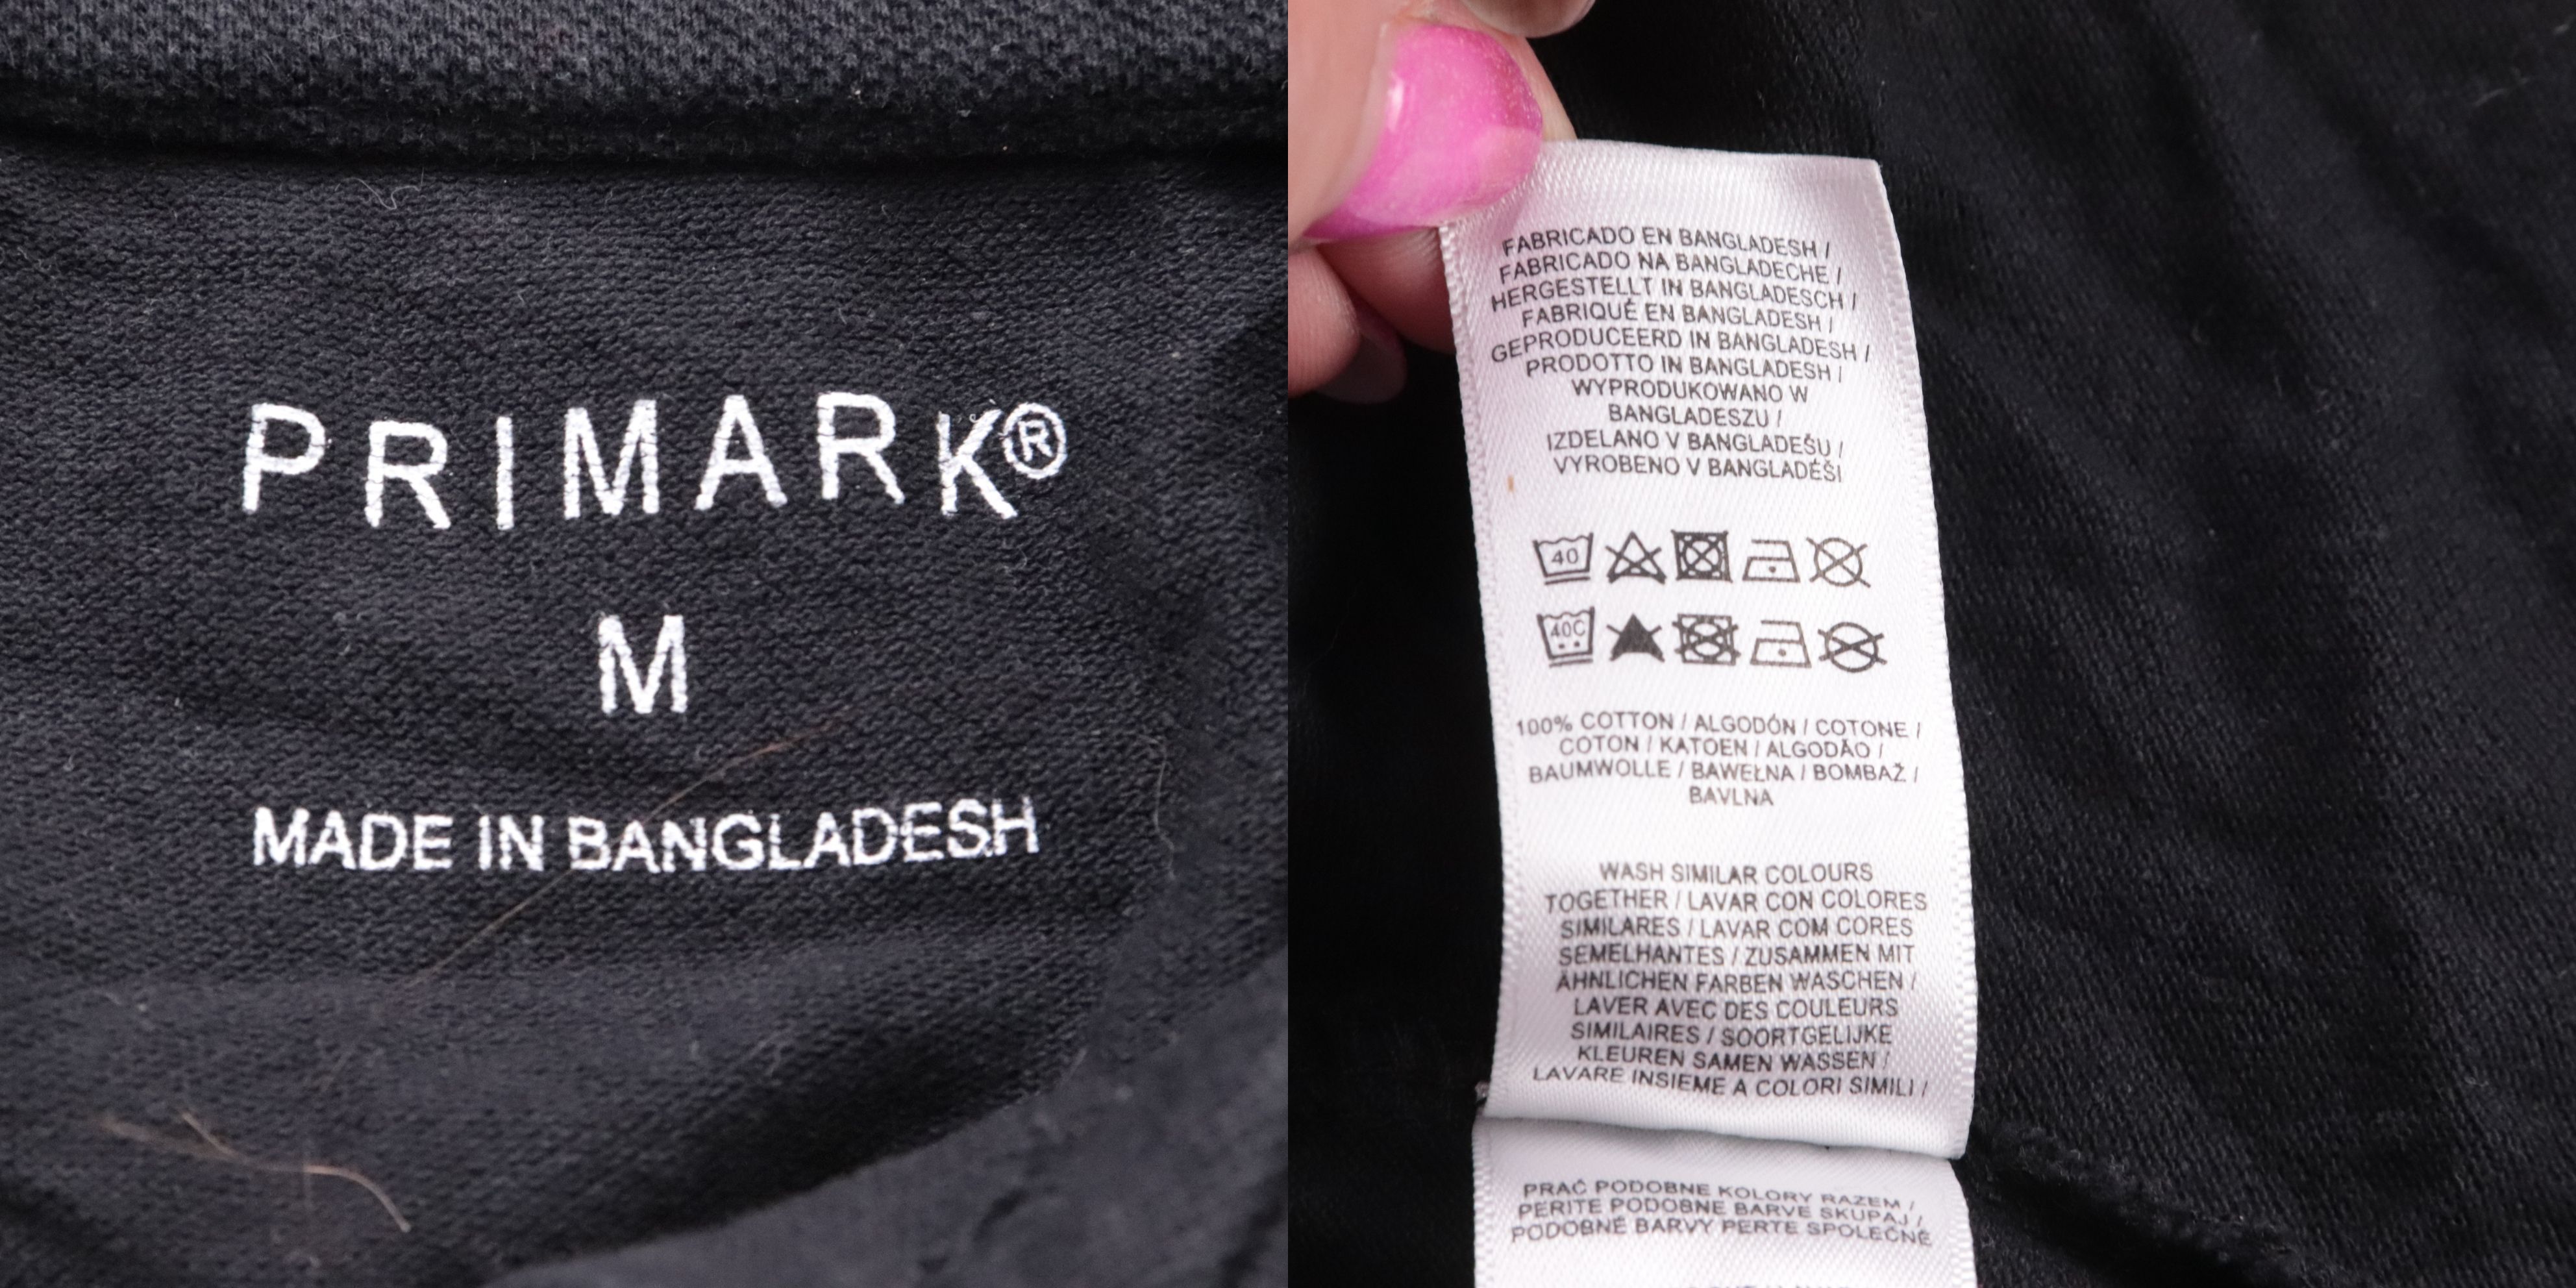 PRIMARK®
M
MADE IN BANGLADESH
FABRICADO EN BANGLADESH /
FABRICADO NA BANGLADECHE /
HERGESTELLT IN BANGLADESCH /
FABRIQUÉ EN BANGLADESH /
GEPRODUCEERD IN BANGLADESH /
PRODOTTO IN BANGLADESH /
WYPRODUKOWANO W
BANGLADESZU /
IZDELANO V BANGLADEŠU /
VYROBENO V BANGLADÉŠI
40
40C
100% COTTON / ALGODÓN / COTONE /
COTON / KATOEN / ALGODÃO /
BAUMWOLLE / BAWEŁNA / BOMBAŽ /
BAVLNA
WASH SIMILAR COLOURS
TOGETHER / LAVAR CON COLORES
SIMILARES / LAVAR COM CORES
SEMELHANTES / ZUSAMMEN MIT
ÄHNLICHEN FARBEN WASCHEN /
LAVER AVEC DES COULEURS
SIMILAIRES / SOORTGELIJKE
KLEUREN SAMEN WASSEN /
LAVARE INSIEME A COLORI SIMILI /
PRAĆ PODOBNE KOLORY RAZEM /
PERITE PODOBNE BARVE SKUPAJ /
PODOBNÉ BARVY PERTE SPOLEČNĚ